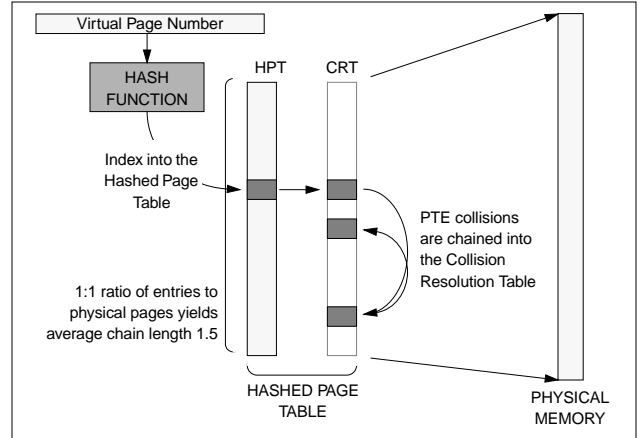 Virtual Page Number
HASH
FUNCTION
HPT
CRT
Index into the
Hashed Page
Table
PTE collisions
are chained into
the Collision
Resolution Table
1:1 ratio of entries to
physical pages yields
average chain length 1.5
HASHED PAGE
TABLE
PHYSICAL
MEMORY